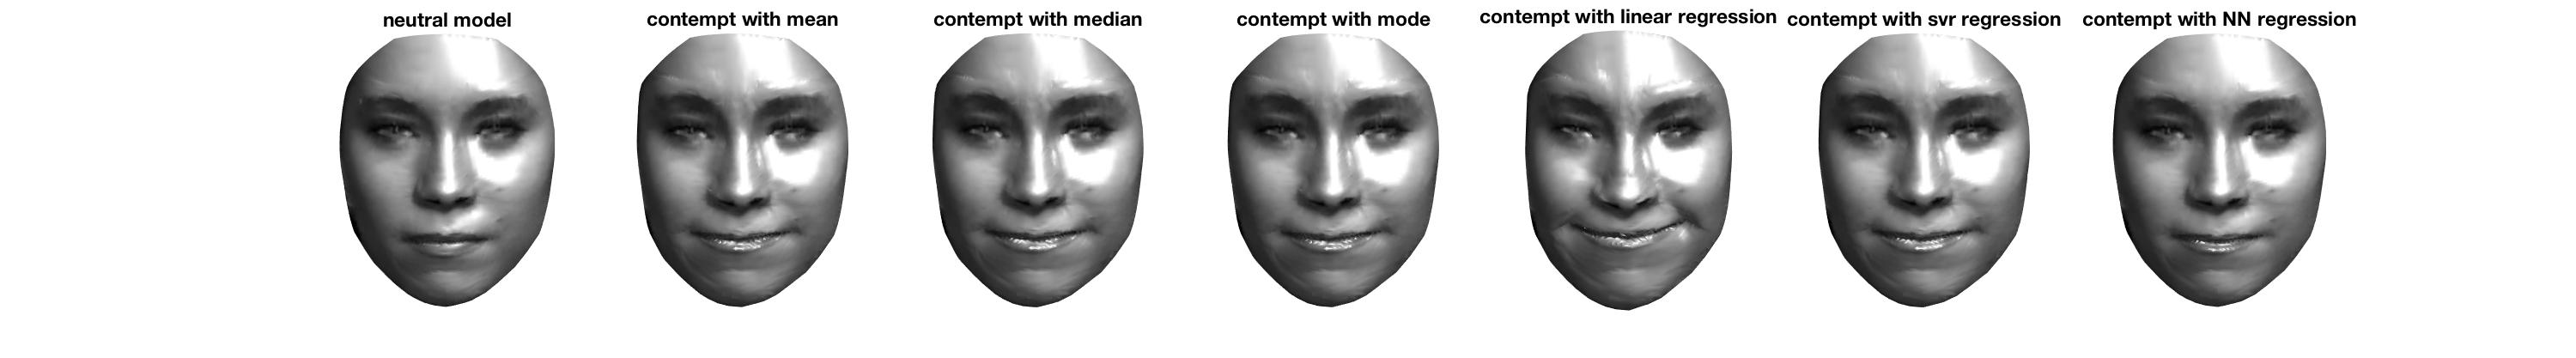 neutral model
contempt with mean
contempt with median
contempt with mode
contempt with linear regression
contempt with svr regression
contempt with NN regression